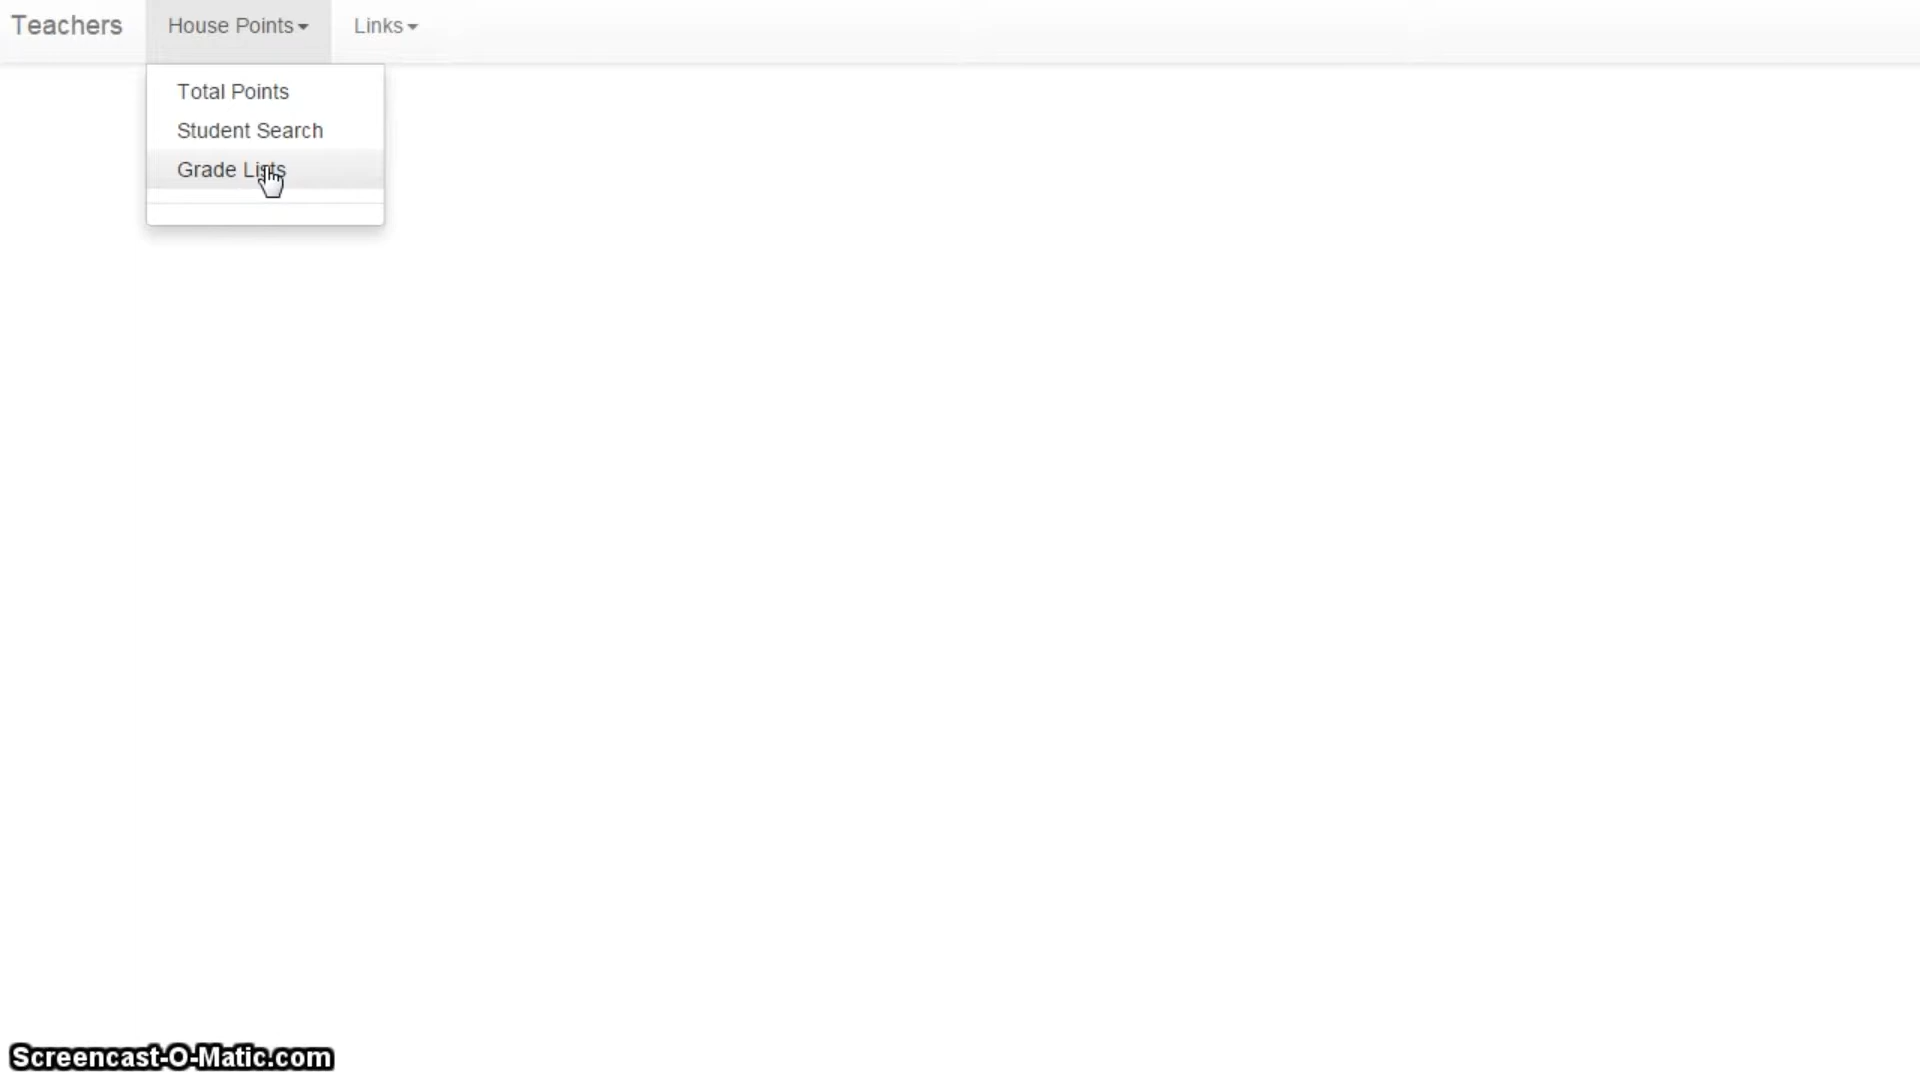 Teachers House Points Links
Total Points
Student Search
Grade Lists
Screencast-O-Matic.com